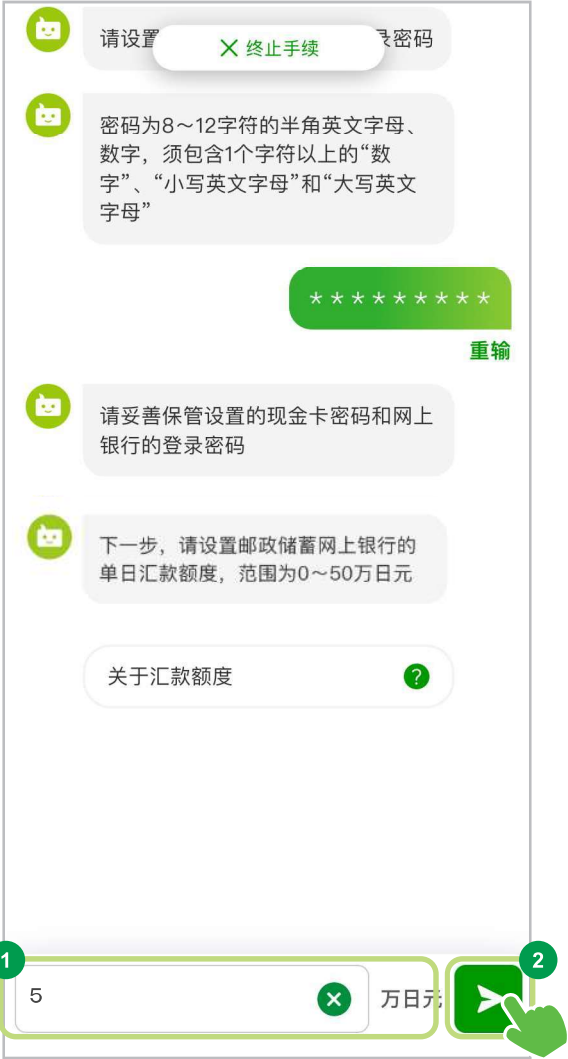 请设置
录密码
终止手续
密码为8～12字符的半角英文字母、
数字，须包含1个字符以上的“数
字”、“小写英文字母”和“大写英文
字母”
*********
重输
请妥善保管设置的现金卡密码和网上
银行的登录密码
下一步，请设置邮政储蓄网上银行的
单日汇款额度，范围为0～50万日元
关于汇款额度
?
1
2
5
万日元